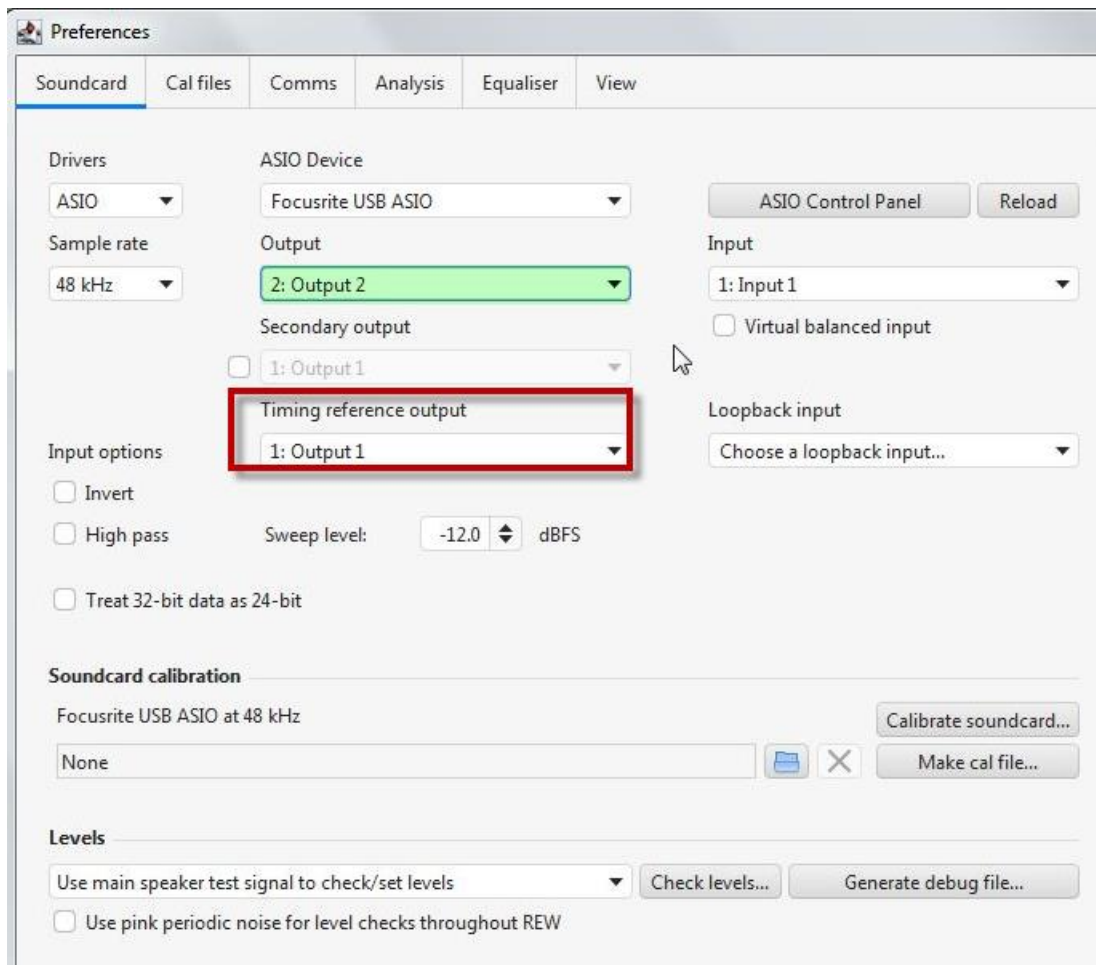 Preferences
Soundcard Cal files Comms Analysis Equaliser View
Drivers ASIO Device
ASIO Focusrite USB ASIO ASIO Control Panel Reload
Sample rate Output Input
48 kHz 2: Output 2 1: Input 1
Secondary output Virtual balanced input
1: Output 1
Timing reference output Loopback input
Input options 1: Output 1 Choose a loopback input...
Invert
High pass Sweep level: -12.0 dBFS
Treat 32-bit data as 24-bit
Soundcard calibration
Focusrite USB ASIO at 48 kHz Calibrate soundcard...
None Make cal file...
Levels
Use main speaker test signal to check/set levels Check levels... Generate debug file...
Use pink periodic noise for level checks throughout REW